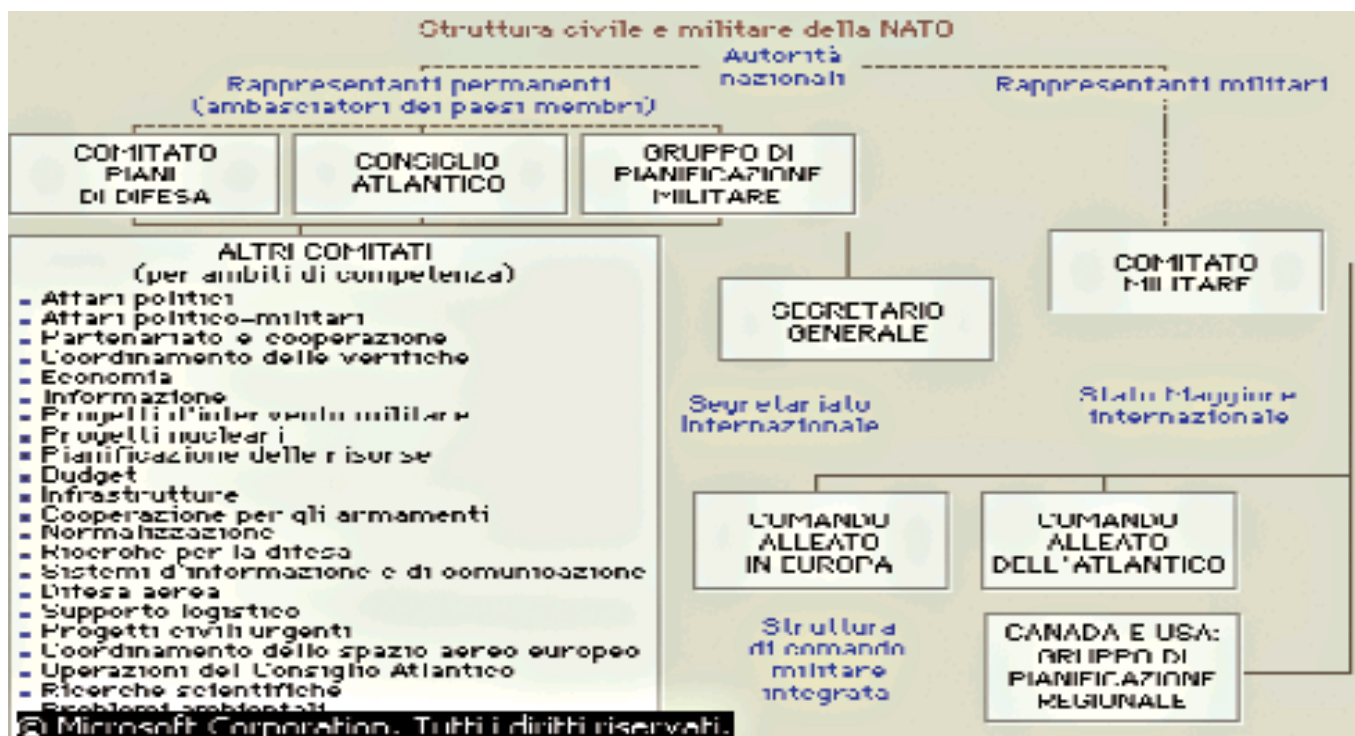 Struttura civile e militare della NATO
Autorità
nazionali
Rappresentanti permanenti
(ambasciatori dei paesi membri)
Rappresentanti militari
COMITATO
PIANI
DI DIFESA
CONSIGLIO
ATLANTICO
GRUPPO DI
PIANIFICAZIONE
MILITARE
ALTRI COMITATI
(per ambiti di competenza)
Affari politici
Affari politico-militari
Partenariato e cooperazione
Coordinamento delle verifiche
Economia
Informazione
Progetti d'intervento militare
Progetti nucleari
Pianificazione delle risorse
Budget
Infrastrutture
Cooperazione per gli armamenti
Normalizzazione
Ricerche per la difesa
Sistemi d'informazione e di comunicazione
Difesa aerea
Supporto logistico
Progetti civili urgenti
Coordinamento dello spazio aereo europeo
Operazioni del Consiglio Atlantico
Ricerche scientifiche
Problemi ambientali
SEGRETARIO
GENERALE
COMITATO
MILITARE
Segretariato
Internazionale
Stato Maggiore
internazionale
COMANDO
ALLEATO
IN EUROPA
COMANDO
ALLEATO
DELL'ATLANTICO
Struttura
di comando
militare
integrata
CANADA E USA:
GRUPPO DI
PIANIFICAZIONE
REGIONALE
© Microsoft Corporation. Tutti i diritti riservati.